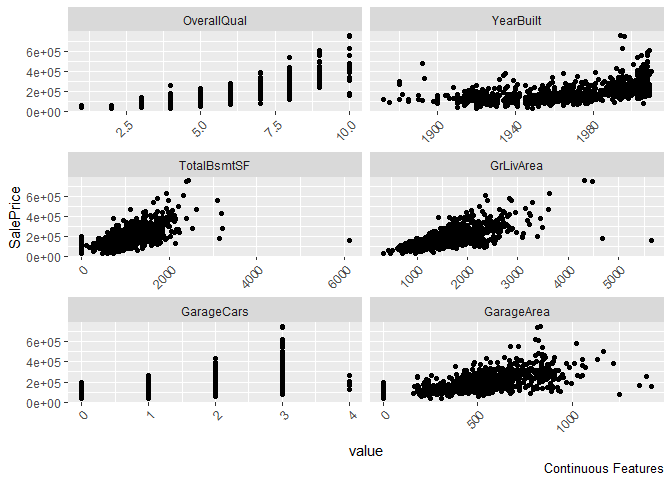 OverallQual YearBuilt
6e+05
4e+05
2e+05
0e+00
2.5 5.0 7.5 10.0 1900 1940 1980
TotalBsmtSF GrLivArea
6e+05
4e+05
2e+05
0e+00
0 2000 4000 6000 1000 2000 3000 4000 5000
SalePrice
GarageCars GarageArea
6e+05
4e+05
2e+05
0e+00
0 1 2 3 4 0 500 1000
value
Continuous Features